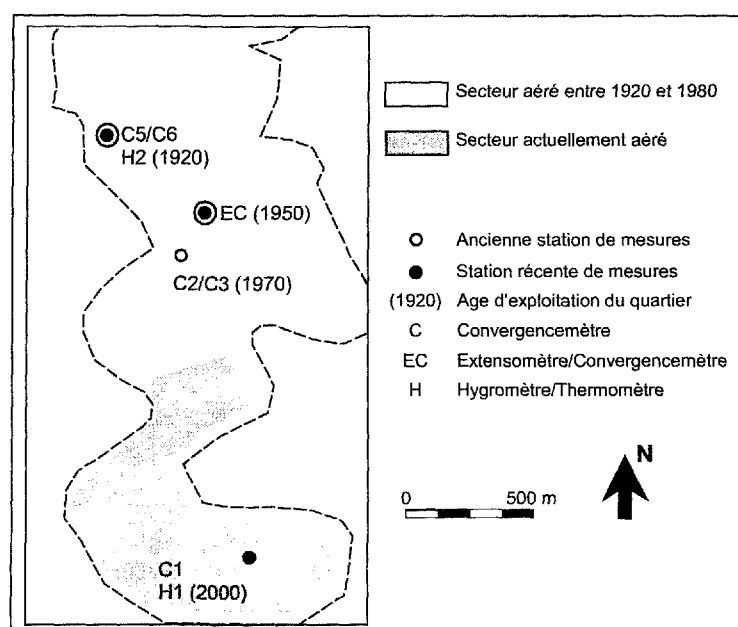 C5/C6
H2 (1920)
EC (1950)
C2/C3 (1970)
C1
H1 (2000)
Secteur aéré entre 1920 et 1980
Secteur actuellement aéré
Ancienne station de mesures
Station récente de mesures
(1920) Age d'exploitation du quartier
C Convergencemètre
EC Extensomètre/Convergencemètre
H Hygromètre/Thermomètre
0 500 m
N